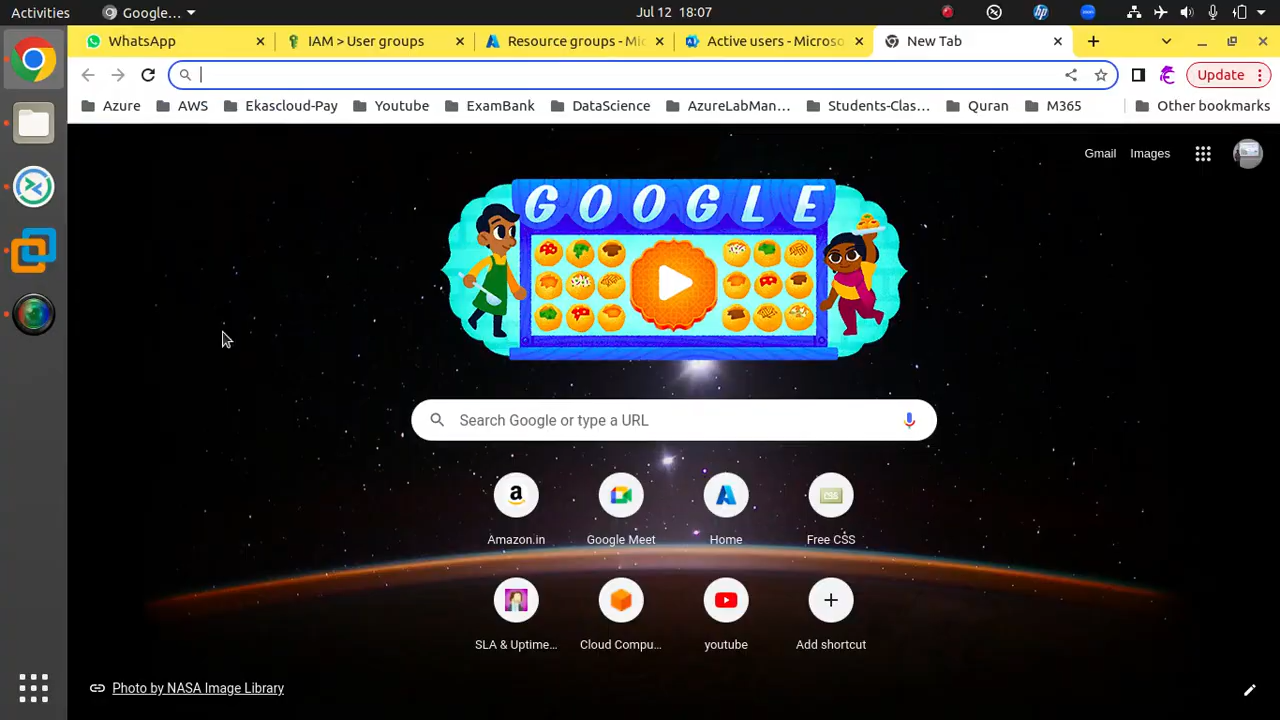 Activities
Google...
Jul 12 18:07
WhatsApp
IAM > User groups
Resource groups - Mic
Active users - Microso
New Tab
Update
Azure
AWS
Ekascloud-Pay
Youtube
ExamBank
DataScience
AzureLabMan...
Students-Clas...
Quran
M365
Other bookmarks
Gmail
Images
GOOGLE
Search Google or type a URL
Amazon.in
Google Meet
Home
CSS
Free CSS
SLA & Uptime...
Cloud Compu...
youtube
Add shortcut
Photo by NASA Image Library